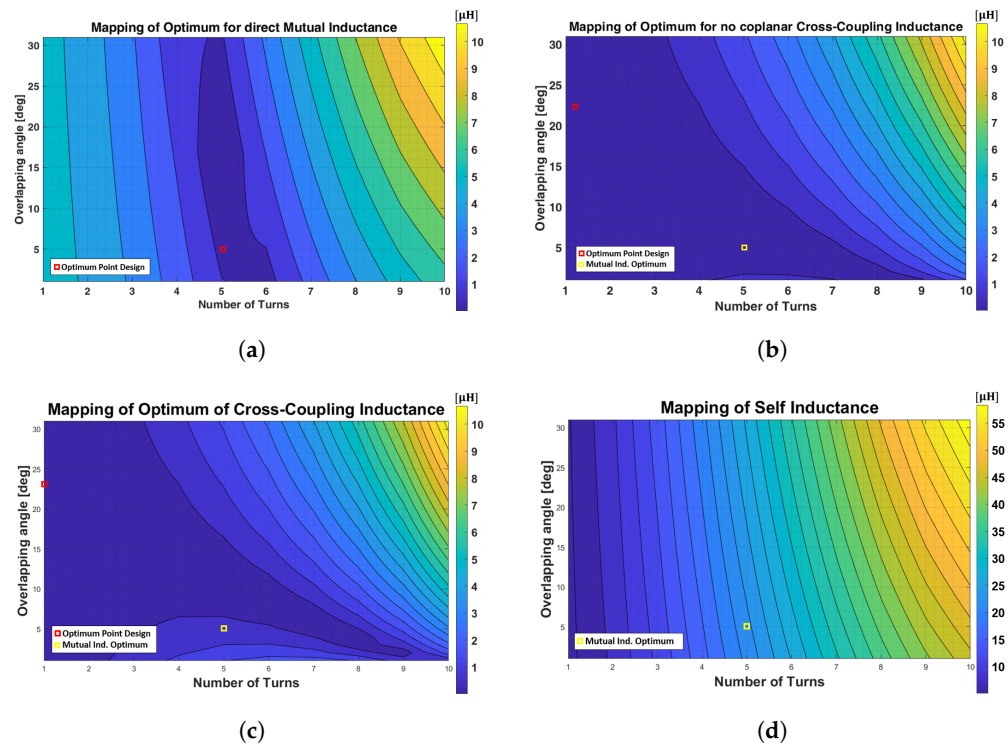 [µH]
Mapping of Optimum for direct Mutual Inductance
Overlapping angle [deg]
30
25
20
15
10
5
Optimum Point Design
1 2 3 4 5 6 7 8 9 10
Number of Turns
10
9
8
7
6
5
4
3
2
1
(a)
[µH]
Mapping of Optimum for no coplanar Cross-Coupling Inductance
Overlapping angle [deg]
30
25
20
15
10
5
Optimum Point Design
Mutual Ind. Optimum
1 2 3 4 5 6 7 8 9 10
Number of Turns
10
9
8
7
6
5
4
3
2
1
(b)
[µH]
Mapping of Optimum of Cross-Coupling Inductance
Overlapping angle [deg]
30
25
20
15
10
5
Optimum Point Design
Mutual Ind. Optimum
1 2 3 4 5 6 7 8 9 10
Number of Turns
10
9
8
7
6
5
4
3
2
1
(c)
[µH]
Mapping of Self Inductance
Overlapping angle [deg]
30
25
20
15
10
5
Mutual Ind. Optimum
1 2 3 4 5 6 7 8 9 10
Number of Turns
55
50
45
40
35
30
25
20
15
10
(d)